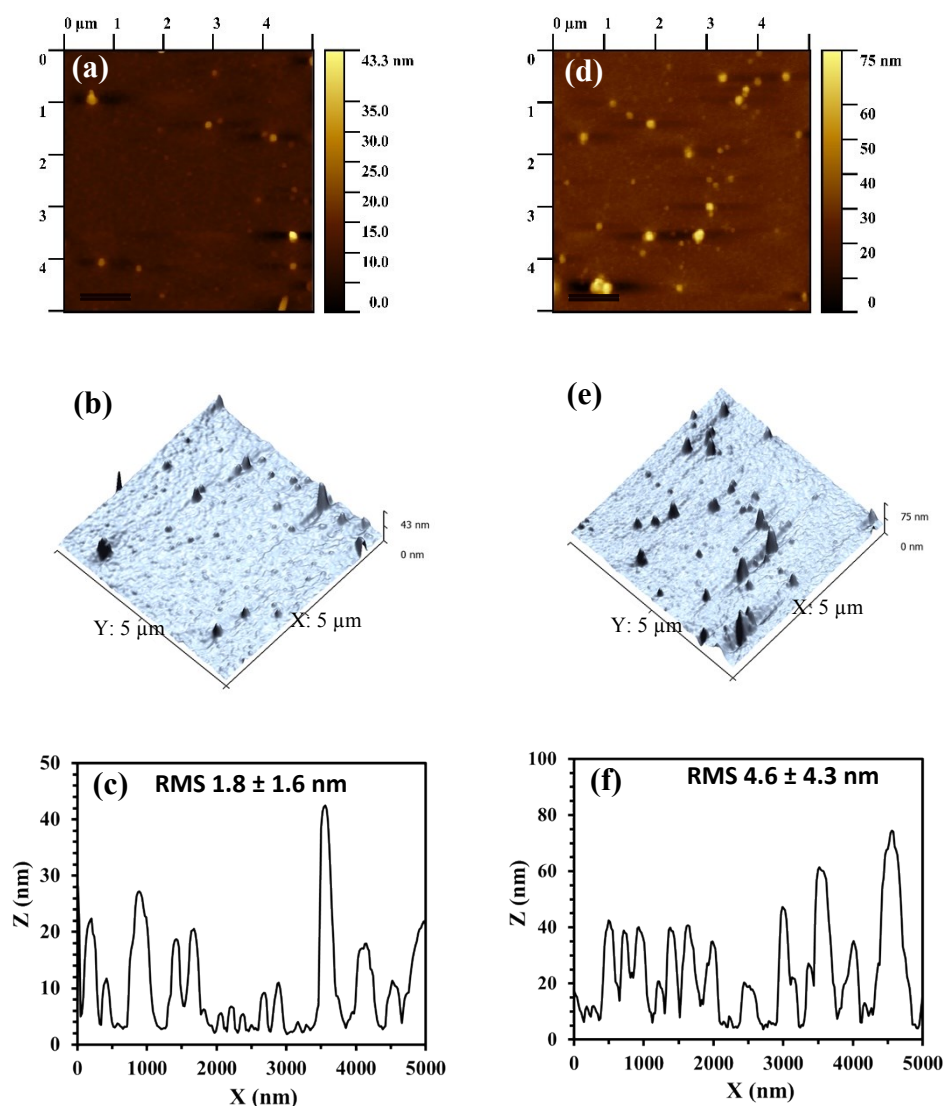 0 µm 1 2 3 4
(a)
0
1
2
3
4
43.3 nm
35.0
30.0
25.0
20.0
15.0
10.0
0.0
0 µm 1 2 3 4
(d)
0
1
2
3
4
75 nm
60
50
40
30
20
0
(b)
43 nm
0 nm
Y: 5 µm
X: 5 µm
(e)
75 nm
0 nm
Y: 5 µm
X: 5 µm
(c)
RMS 1.8 ± 1.6 nm
Z (nm)
50
40
30
20
10
0
0 1000 2000 3000 4000 5000
X (nm)
(f)
RMS 4.6 ± 4.3 nm
Z (nm)
100
80
60
40
20
0
0 1000 2000 3000 4000 5000
X (nm)